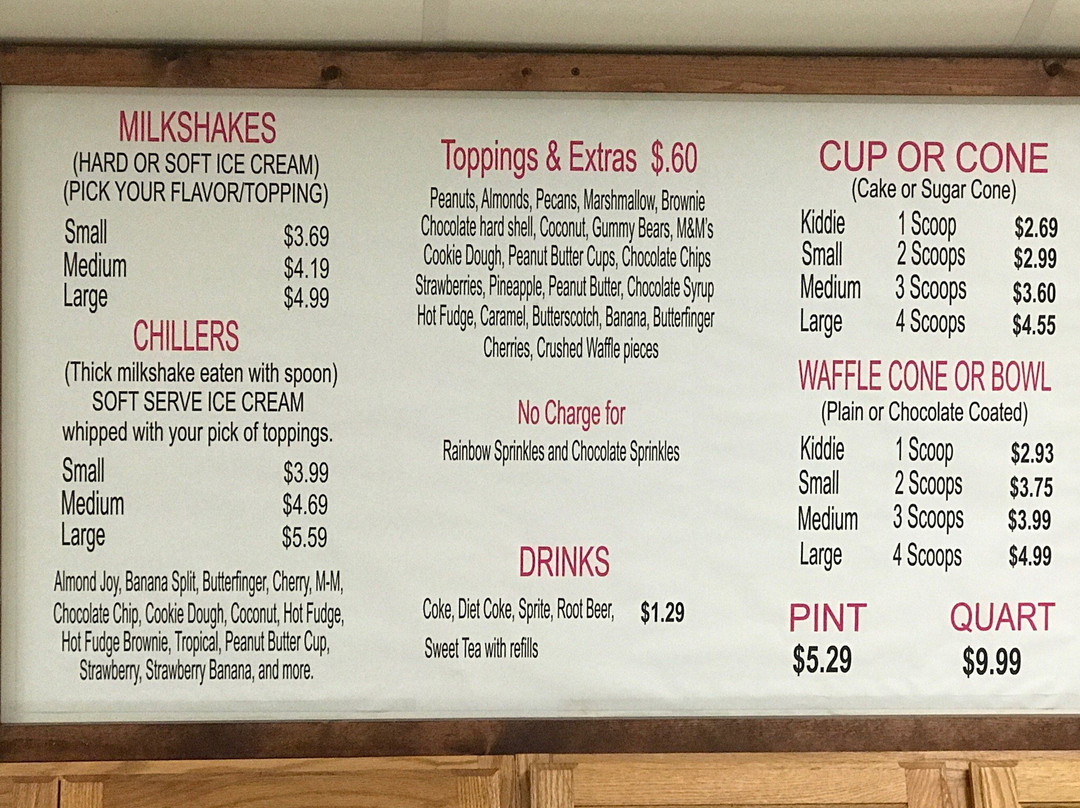 MILKSHAKES
(HARD OR SOFT ICE CREAM)
(PICK YOUR FLAVOR/TOPPING)
Small $3.69
Medium $4.19
Large $4.99
CHILLERS
(Thick milkshake eaten with spoon)
SOFT SERVE ICE CREAM
whipped with your pick of toppings.
Small $3.99
Medium $4.69
Large $5.59
Almond Joy, Banana Split, Butterfinger, Cherry, M-M,
Chocolate Chip, Cookie Dough, Coconut, Hot Fudge,
Hot Fudge Brownie, Tropical, Peanut Butter Cup,
Strawberry, Strawberry Banana, and more.
Toppings & Extras $.60
Peanuts, Almonds, Pecans, Marshmallow, Brownie
Chocolate hard shell, Coconut, Gummy Bears, M&M's
Cookie Dough, Peanut Butter Cups, Chocolate Chips
Strawberries, Pineapple, Peanut Butter, Chocolate Syrup
Hot Fudge, Caramel, Butterscotch, Banana, Butterfinger
Cherries, Crushed Waffle pieces
No Charge for
Rainbow Sprinkles and Chocolate Sprinkles
DRINKS
Coke, Diet Coke, Sprite, Root Beer, $1.29
Sweet Tea with refills
CUP OR CONE
(Cake or Sugar Cone)
Kiddie 1 Scoop $2.69
Small 2 Scoops $2.99
Medium 3 Scoops $3.60
Large 4 Scoops $4.55
WAFFLE CONE OR BOWL
(Plain or Chocolate Coated)
Kiddie 1 Scoop $2.93
Small 2 Scoops $3.75
Medium 3 Scoops $3.99
Large 4 Scoops $4.99
PINT QUART
$5.29 $9.99